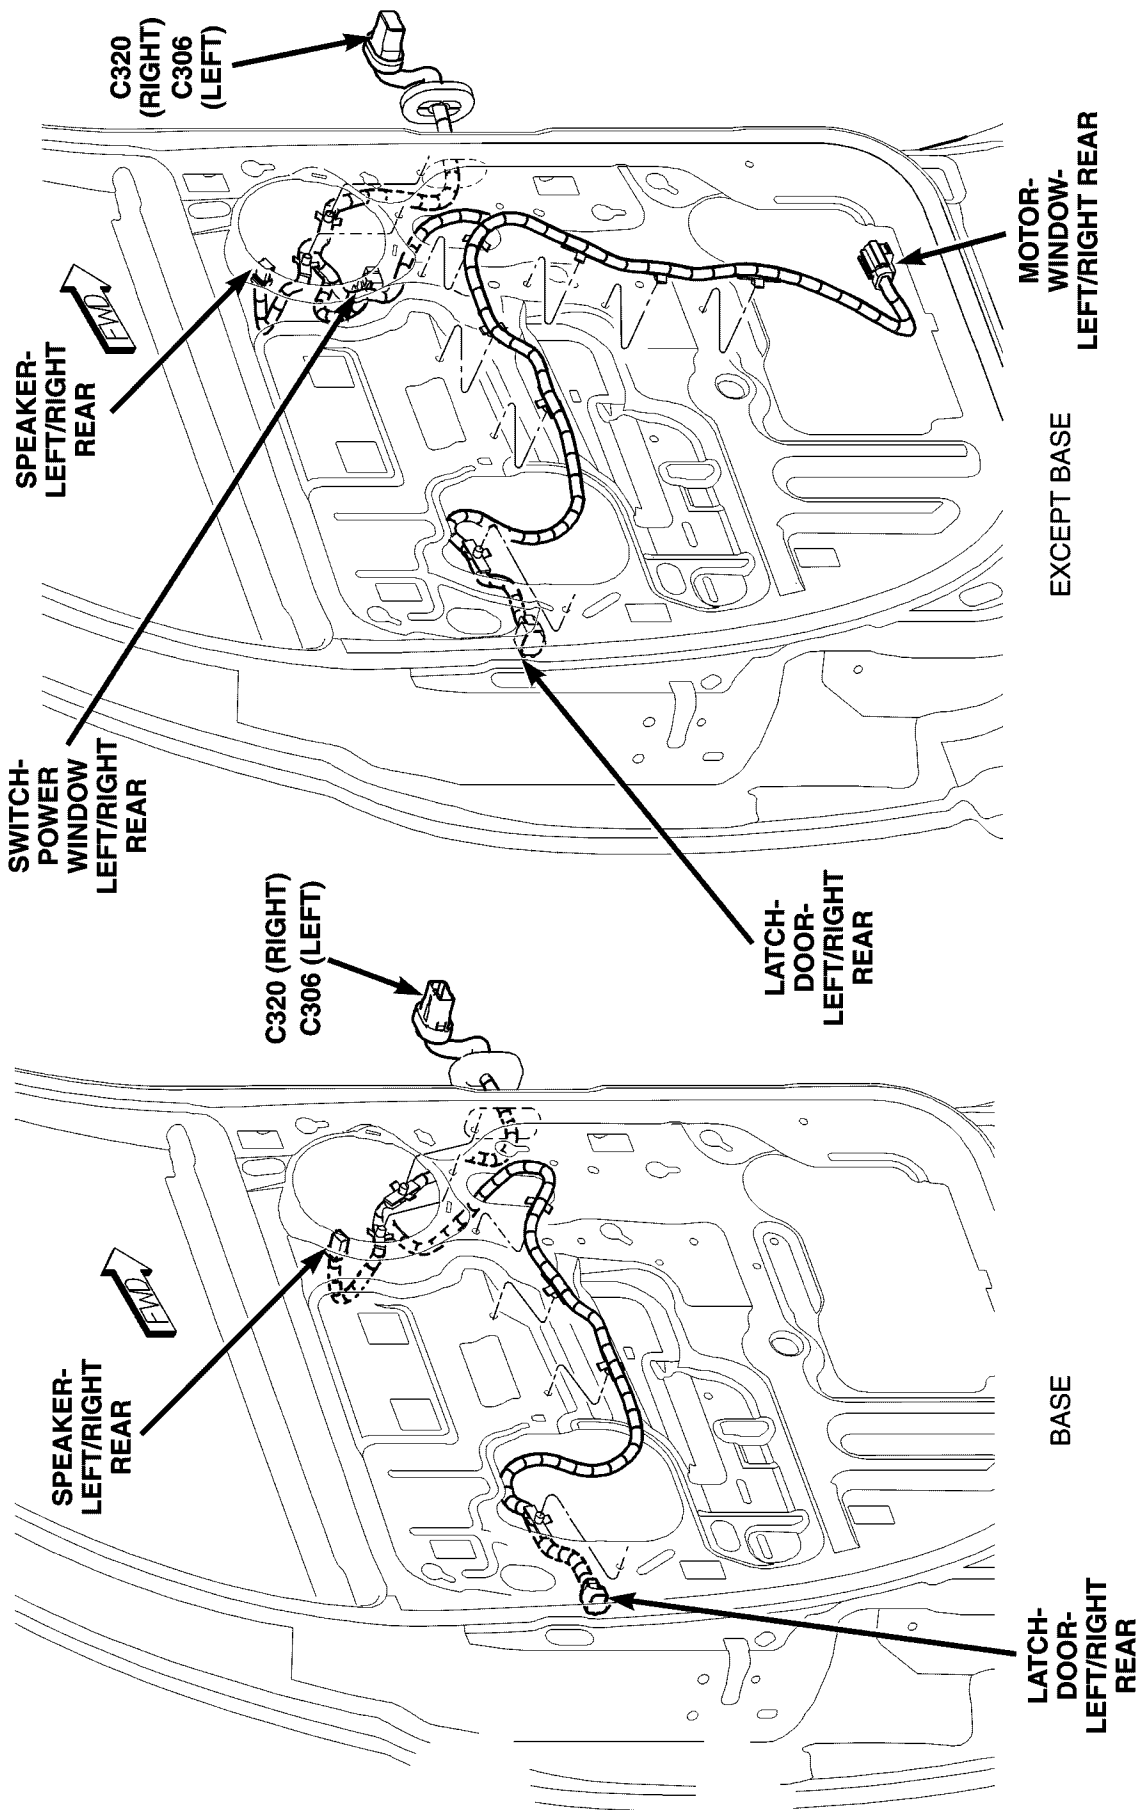 SPEAKER-
LEFT/RIGHT
REAR
FWD
C320 (RIGHT)
C306 (LEFT)
LATCH-
DOOR-
LEFT/RIGHT
REAR
BASE
SWITCH-
POWER
WINDOW
LEFT/RIGHT
REAR
SPEAKER-
LEFT/RIGHT
REAR
FWD
C320
(RIGHT)
C306
(LEFT)
LATCH-
DOOR-
LEFT/RIGHT
REAR
MOTOR-
WINDOW-
LEFT/RIGHT REAR
EXCEPT BASE